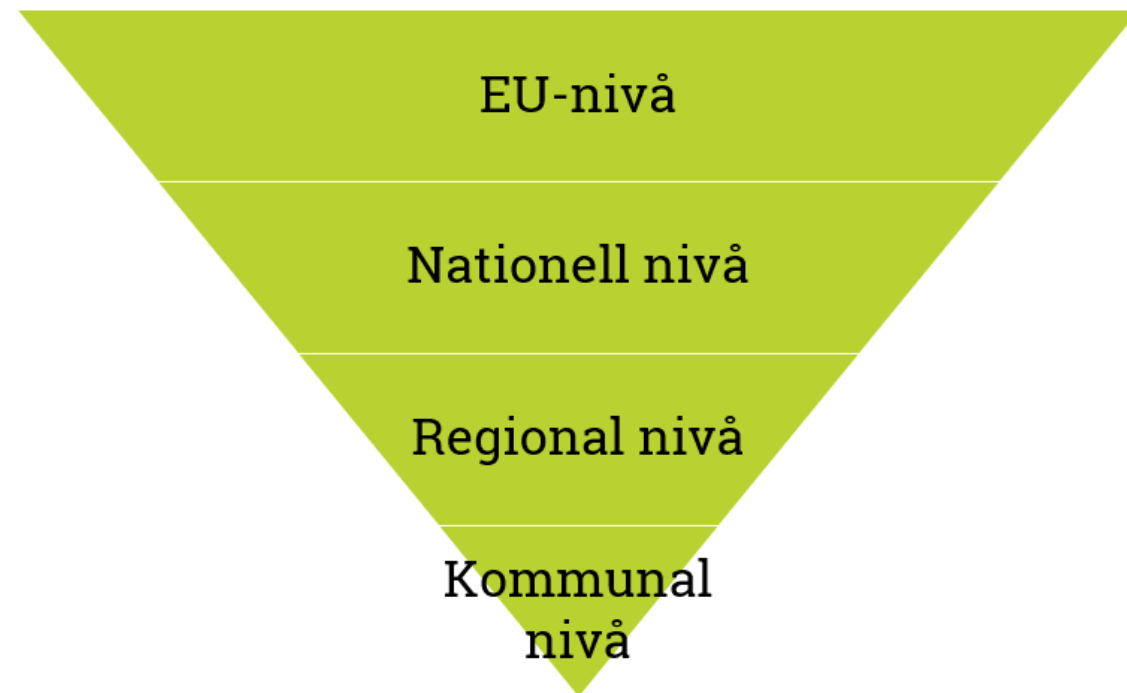 EU-nivå
Nationell nivå
Regional nivå
Kommunal
nivå